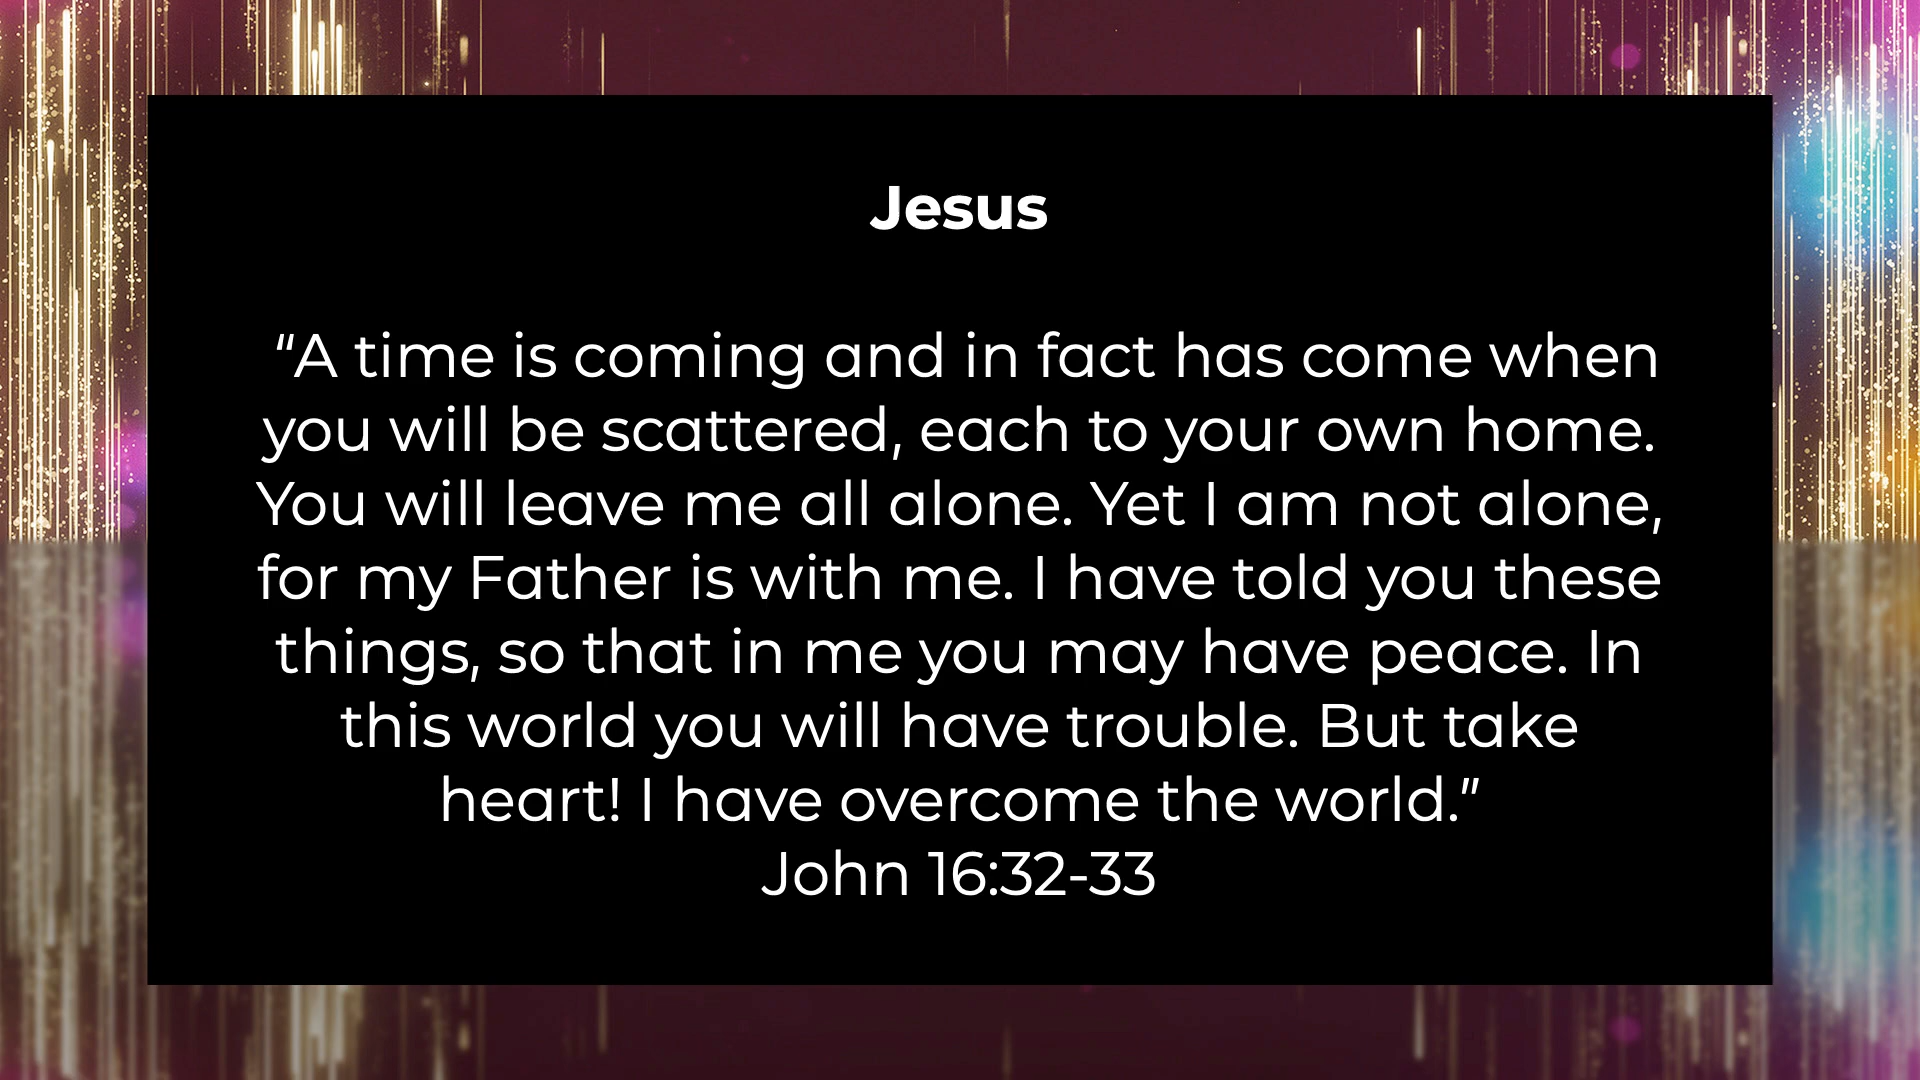 Jesus
“A time is coming and in fact has come when
you will be scattered, each to your own home.
You will leave me all alone. Yet I am not alone,
for my Father is with me. I have told you these
things, so that in me you may have peace. In
this world you will have trouble. But take
heart! I have overcome the world.”
John 16:32-33